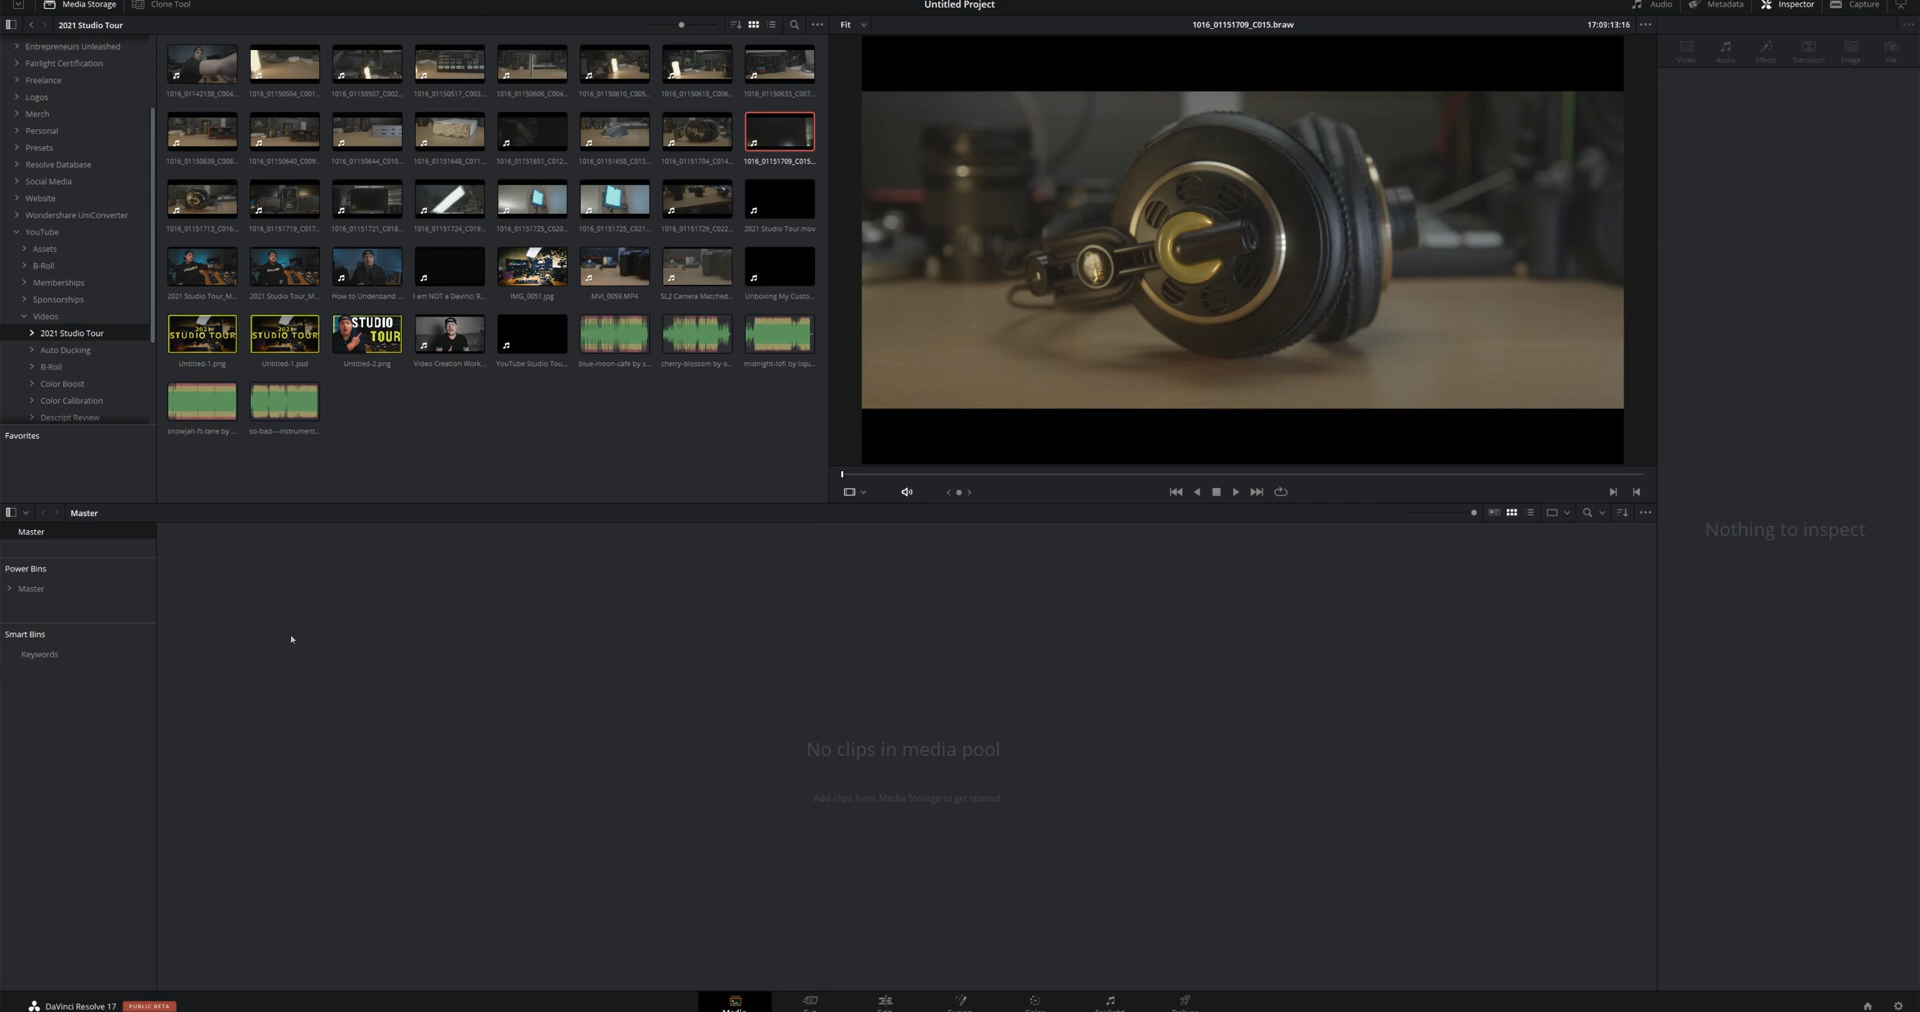 Media Storage
Clone Tool
Untitled Project
Audio
Metadata
Inspector
Capture
2021 Studio Tour
Fit
1016_01151709_C015.braw
17:09:13:16
Entrepreneurs Unleashed
Fairlight Certification
Freelance
Logos
Merch
Personal
Presets
Resolve Database
Social Media
Website
Wondershare UniConverter
YouTube
Assets
B-Roll
Memberships
Sponsorships
Videos
2021 Studio Tour
Auto Ducking
B-Roll
Color Boost
Color Calibration
Descript Review
Favorites
1016_01142138_C004... 1016_01150504_C001... 1016_01150507_C002... 1016_01150517_C003... 1016_01150606_C004... 1016_01150610_C005... 1016_01150618_C006... 1016_01150633_C007...
1016_01150639_C008... 1016_01150640_C009... 1016_01150644_C010... 1016_01151648_C011... 1016_01151651_C012... 1016_01151658_C013... 1016_01151704_C014... 1016_01151709_C015...
1016_01151713_C016... 1016_01151719_C017... 1016_01151721_C018... 1016_01151724_C019... 1016_01151725_C020... 1016_01151725_C021... 1016_01151729_C022... 2021 Studio Tour.mov
2021 Studio Tour_M... 2021 Studio Tour_M... How to Understand ... I am NOT a Davinci R... IMG_0051.jpg MVI_0059.MP4 SL2 Camera Matched... Unboxing My Custo...
2021 STUDIO TOUR
2021 STUDIO TOUR
STUDIO TOUR
Untitled-1.png Untitled-1.psd Untitled-2.png Video Creation Work... YouTube Studio Tou... blue-moon-cafe by s... cherry-blossom by o... midnight-lofi by liqu...
snowjah-ft-tane by ... so-bad---instrument...
Video Audio Effects Transition Image File
Nothing to inspect
Master
Master
Power Bins
Master
Smart Bins
Keywords
No clips in media pool
Add clips from Media Storage to get started
DaVinci Resolve 17
PUBLIC BETA